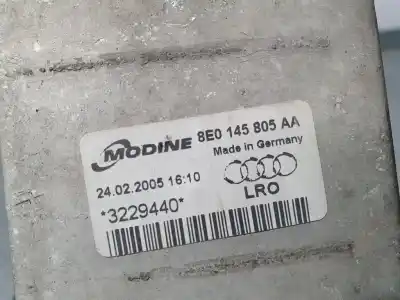 MODINE 8E0 145 805 AA
Made in Germany
24.02.2005 16:10
LRO
*3229440*